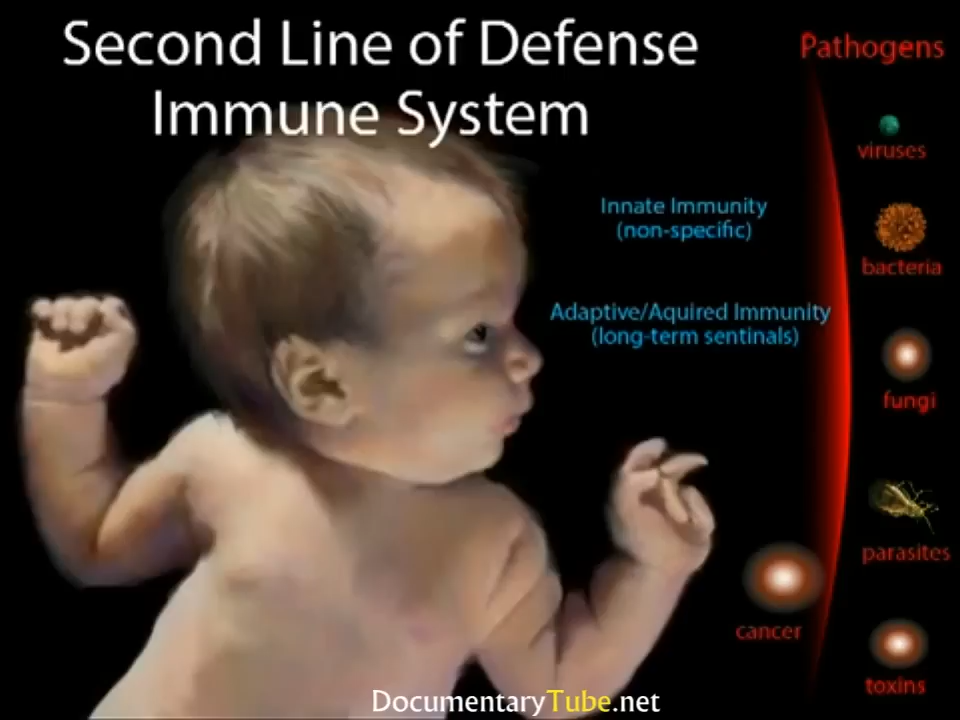 Second Line of Defense
Immune System
Pathogens
viruses
Innate Immunity
(non-specific)
bacteria
Adaptive/Aquired Immunity
(long-term sentinals)
fungi
parasites
cancer
toxins
DocumentaryTube.net